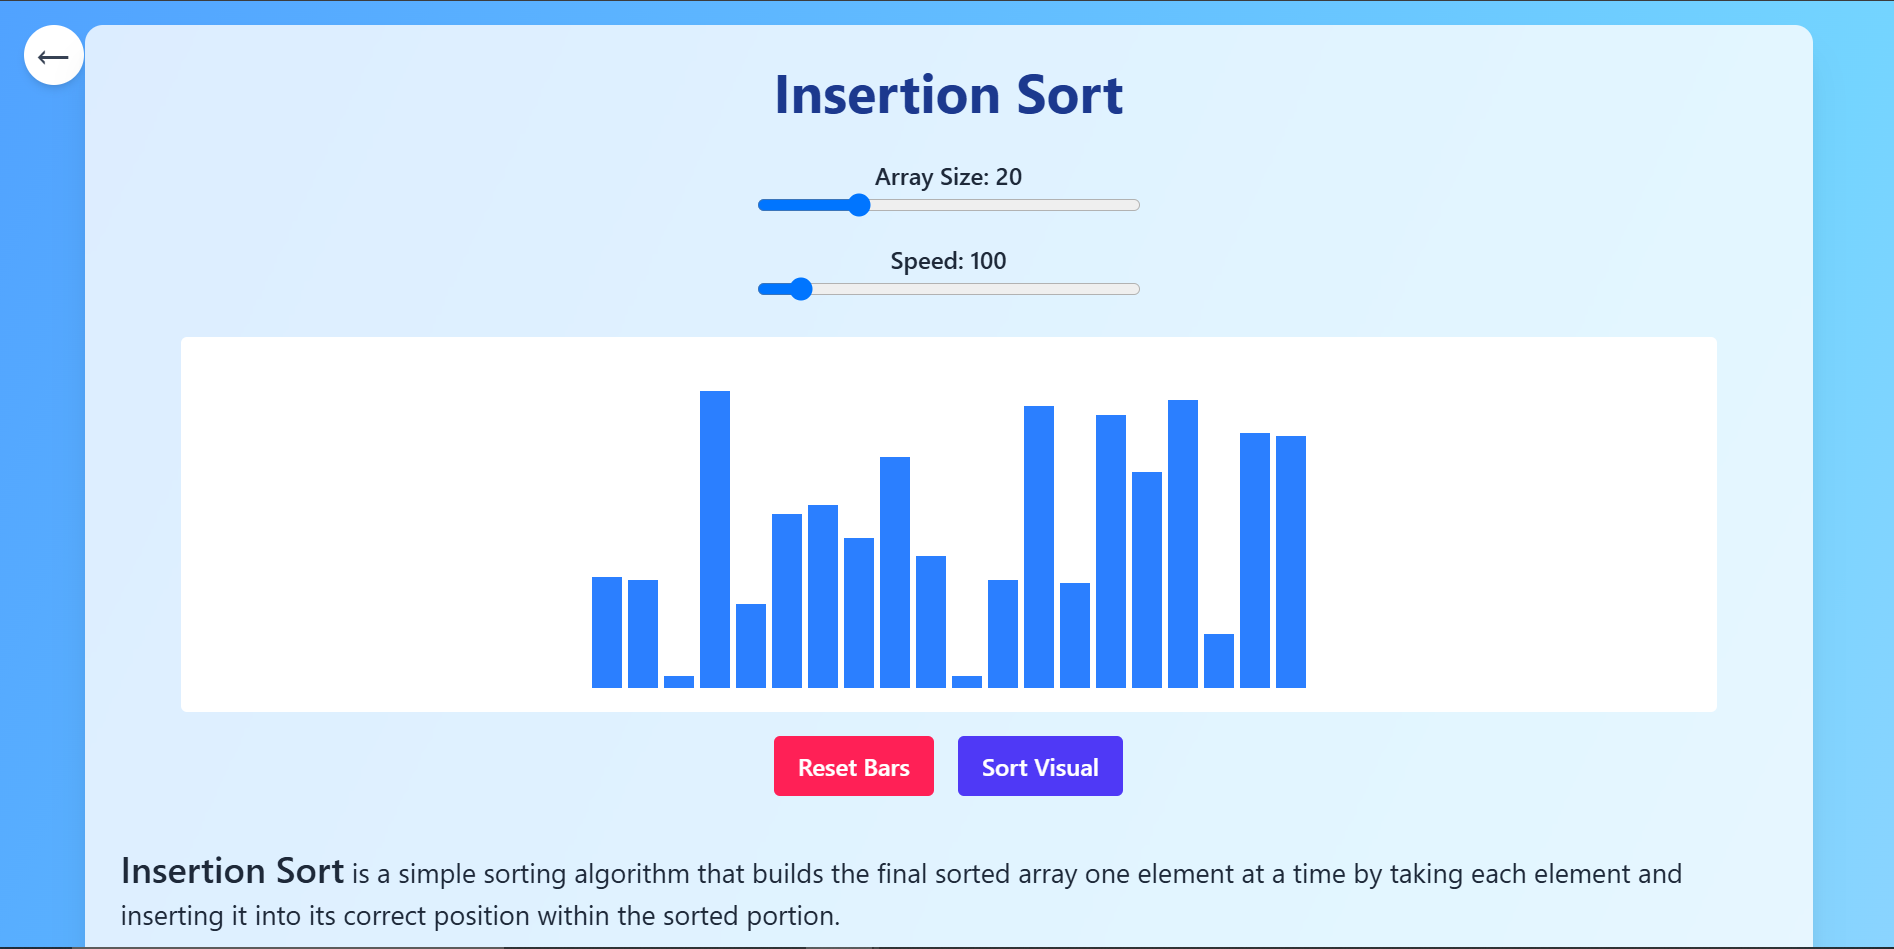 Insertion Sort
Array Size: 20
Speed: 100
Reset Bars
Sort Visual
Insertion Sort is a simple sorting algorithm that builds the final sorted array one element at a time by taking each element and
inserting it into its correct position within the sorted portion.